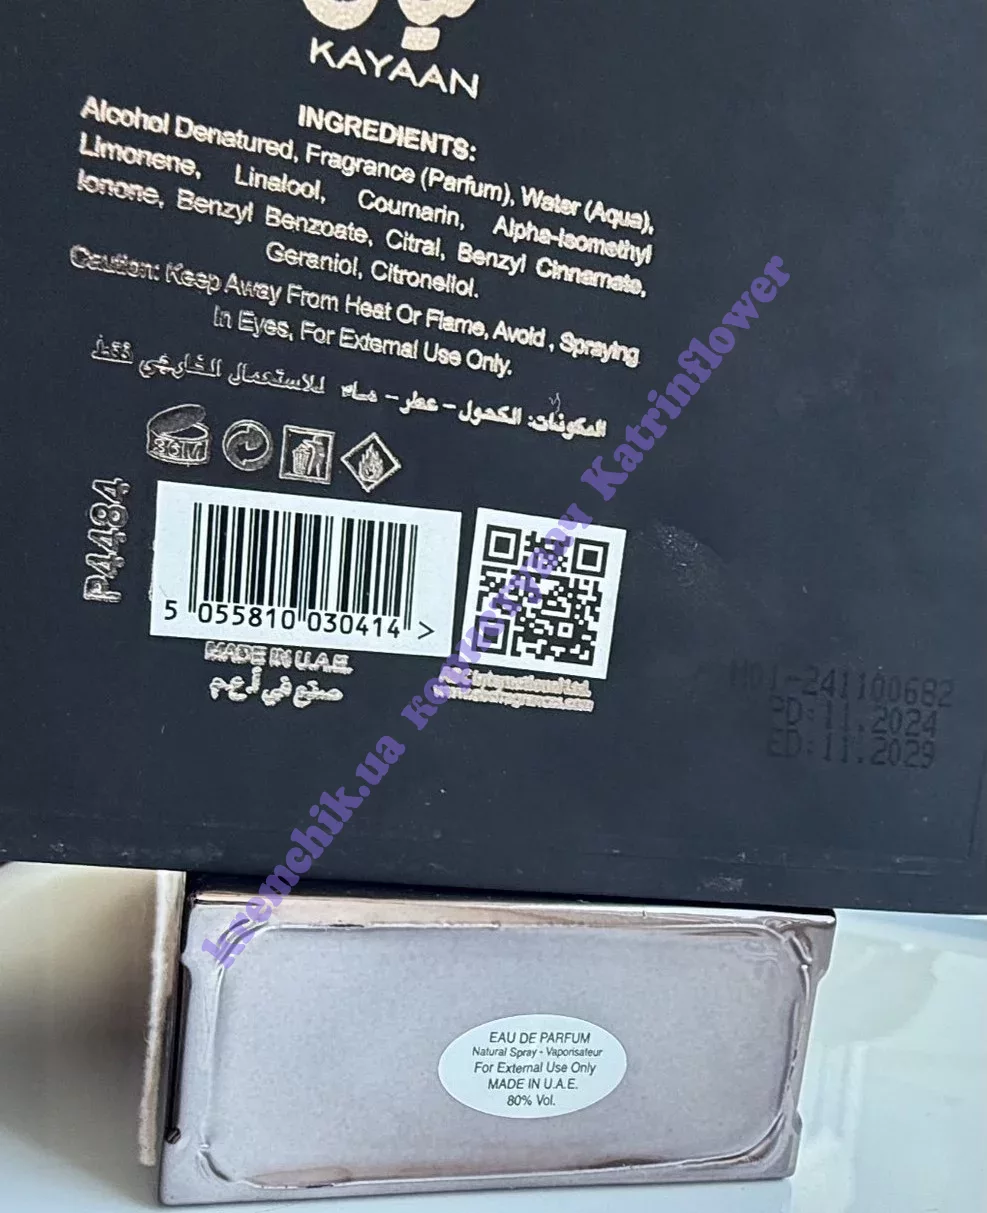 KAYAAN
INGREDIENTS:
Alcohol Denatured, Fragrance (Parfum), Water (Aqua),
Limonene, Linalool, Coumarin, Alpha-Isomethyl
Ionone, Benzyl Benzoate, Citral, Benzyl Cinnamate,
Geraniol, Citronellol.
Caution: Keep Away From Heat Or Flame, Avoid , Spraying
In Eyes, For External Use Only.
المكونات: الكحول - عطر - ماء للاستعمال الخارجي فقط
36M
P4484
5 055810 030414 >
MADE IN U.A.E.
صنع في أ.ع.م
Ltd.
M01-241100682
PD:11.2024
ED:11.2029
kremchik.ua користувач Katrinflower
EAU DE PARFUM
Natural Spray - Vaporisateur
For External Use Only
MADE IN U.A.E.
80% Vol.